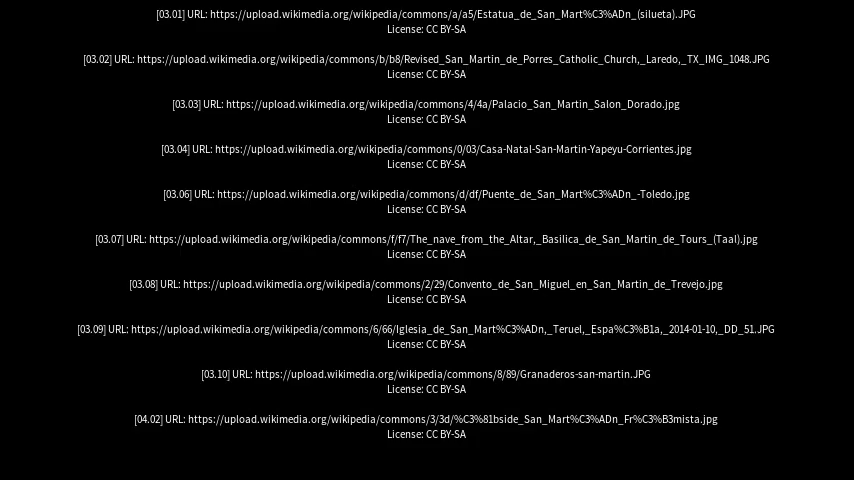 [03.01] URL: https://upload.wikimedia.org/wikipedia/commons/a/a5/Estatua_de_San_Mart%C3%ADn_(silueta).JPG
License: CC BY-SA
[03.02] URL: https://upload.wikimedia.org/wikipedia/commons/b/b8/Revised_San_Martin_de_Porres_Catholic_Church,_Laredo,_TX_IMG_1048.JPG
License: CC BY-SA
[03.03] URL: https://upload.wikimedia.org/wikipedia/commons/4/4a/Palacio_San_Martin_Salon_Dorado.jpg
License: CC BY-SA
[03.04] URL: https://upload.wikimedia.org/wikipedia/commons/0/03/Casa-Natal-San-Martin-Yapeyu-Corrientes.jpg
License: CC BY-SA
[03.06] URL: https://upload.wikimedia.org/wikipedia/commons/d/df/Puente_de_San_Mart%C3%ADn_-Toledo.jpg
License: CC BY-SA
[03.07] URL: https://upload.wikimedia.org/wikipedia/commons/f/f7/The_nave_from_the_Altar,_Basilica_de_San_Martin_de_Tours_(Taal).jpg
License: CC BY-SA
[03.08] URL: https://upload.wikimedia.org/wikipedia/commons/2/29/Convento_de_San_Miguel_en_San_Martin_de_Trevejo.jpg
License: CC BY-SA
[03.09] URL: https://upload.wikimedia.org/wikipedia/commons/6/66/Iglesia_de_San_Mart%C3%ADn,_Teruel,_Espa%C3%B1a,_2014-01-10,_DD_51.JPG
License: CC BY-SA
[03.10] URL: https://upload.wikimedia.org/wikipedia/commons/8/89/Granaderos-san-martin.JPG
License: CC BY-SA
[04.02] URL: https://upload.wikimedia.org/wikipedia/commons/3/3d/%C3%81bside_San_Mart%C3%ADn_Fr%C3%B3mista.jpg
License: CC BY-SA